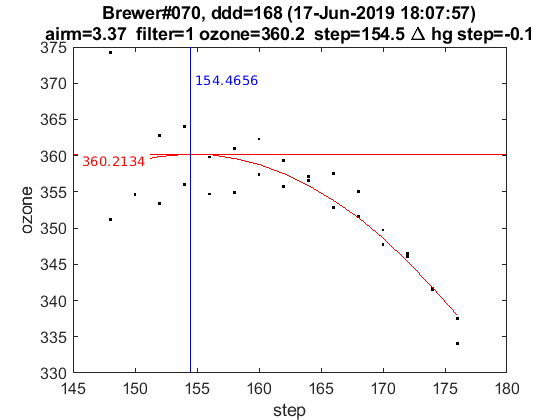 Brewer#070, ddd=168 (17-Jun-2019 18:07:57)
airm=3.37 filter=1 ozone=360.2 step=154.5 Δ hg step=-0.1
375
370
365
360
355
350
345
340
335
330
ozone
154.4656
360.2134
145 150 155 160 165 170 175 180
step